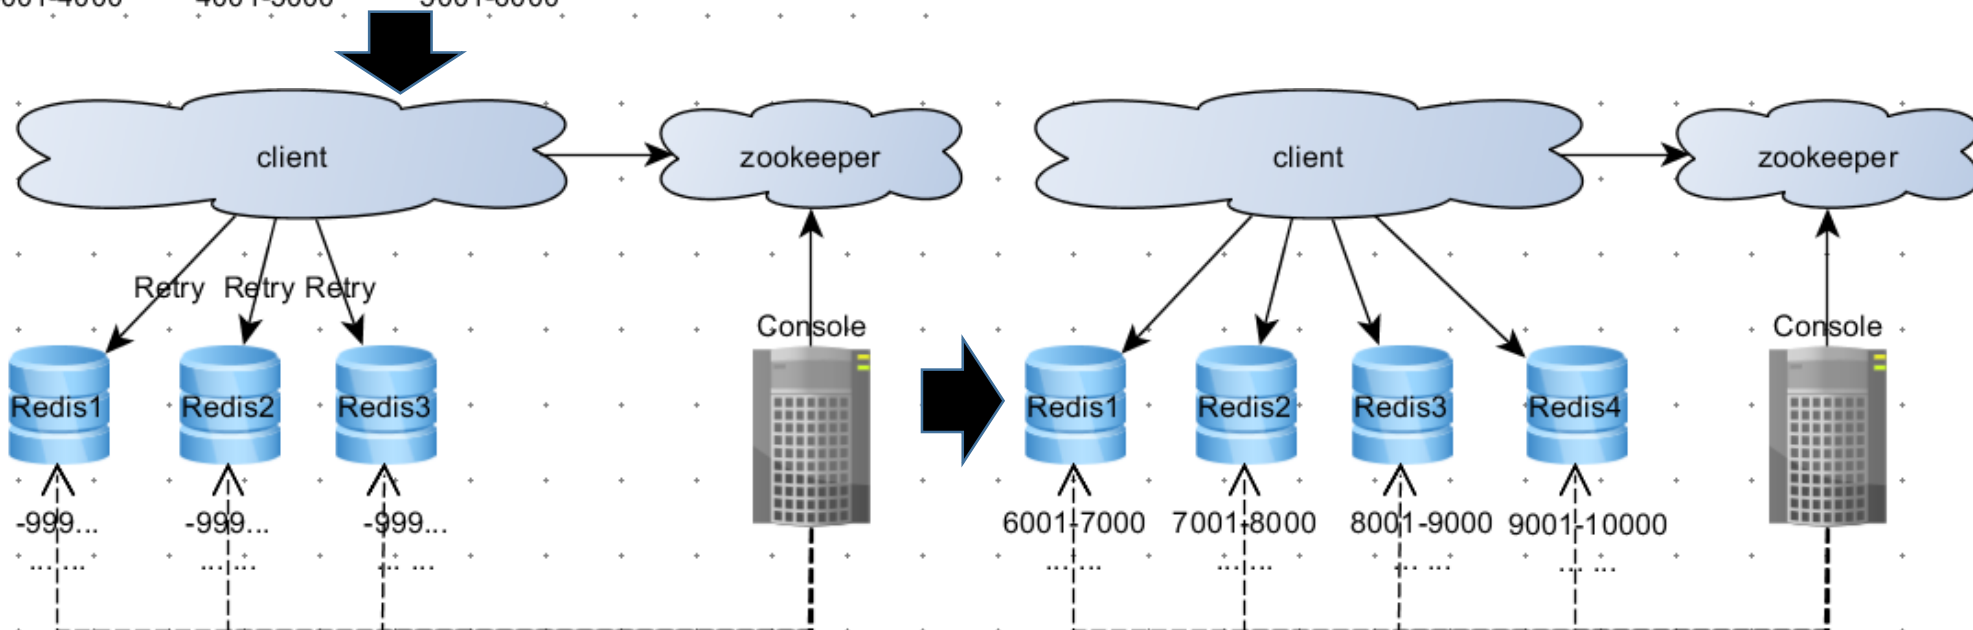 client
zookeeper
client
zookeeper
Retry Retry Retry
Console
Console
Redis1
Redis2
Redis3
Redis1
Redis2
Redis3
Redis4
-999...
-999...
-999...
6001-7000
7001-8000
8001-9000
9001-10000
... ...
... ...
... ...
... ...
... ...
... ...
... ...